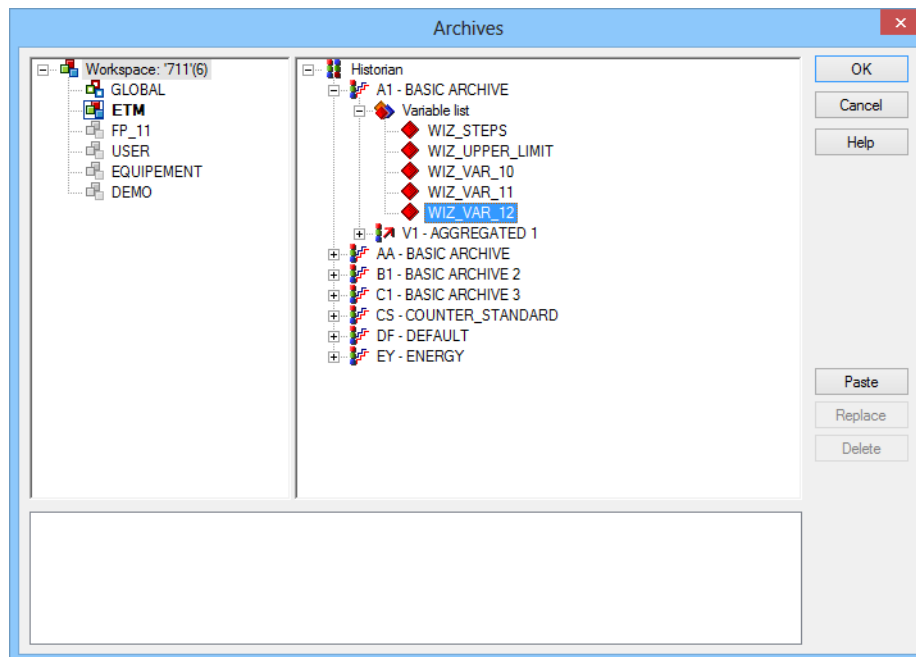 Archives
Workspace: '711'(6)
GLOBAL
ETM
FP_11
USER
EQUIPEMENT
DEMO
Historian
A1 - BASIC ARCHIVE
Variable list
WIZ_STEPS
WIZ_UPPER_LIMIT
WIZ_VAR_10
WIZ_VAR_11
WIZ_VAR_12
V1 - AGGREGATED 1
AA - BASIC ARCHIVE
B1 - BASIC ARCHIVE 2
C1 - BASIC ARCHIVE 3
CS - COUNTER_STANDARD
DF - DEFAULT
EY - ENERGY
OK
Cancel
Help
Paste
Replace
Delete